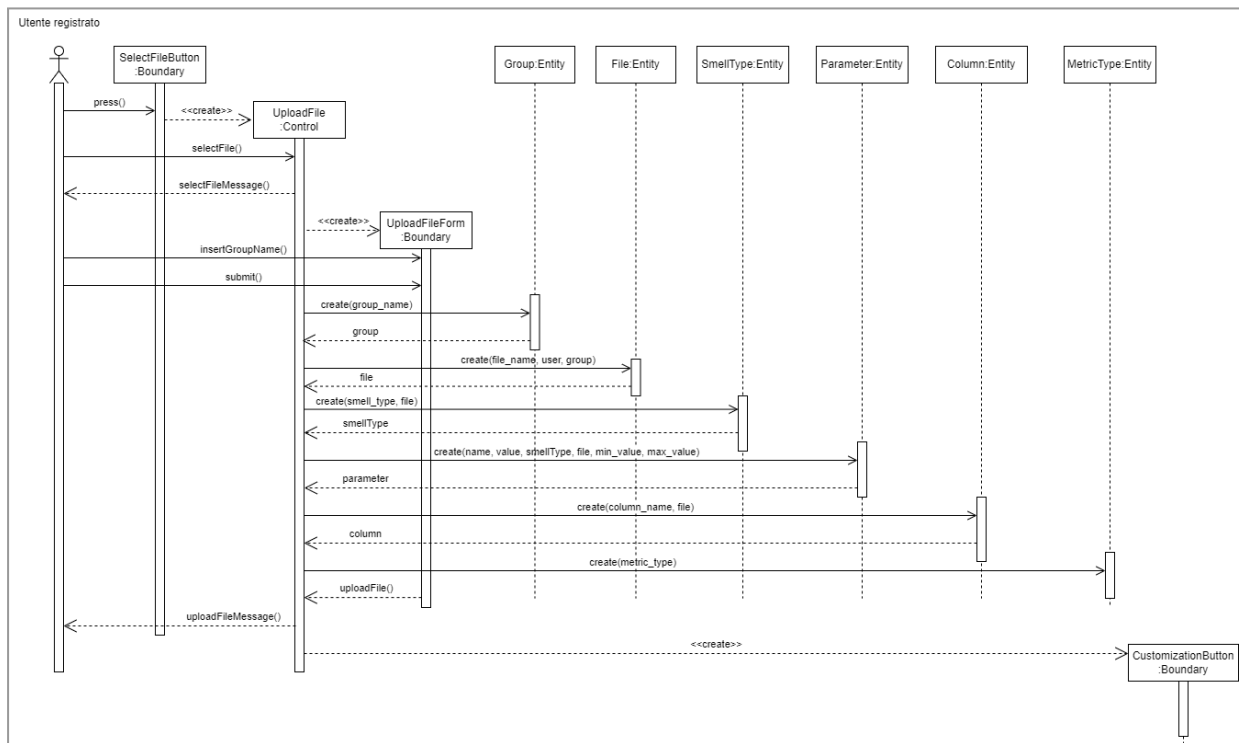 Utente registrato
SelectFileButton
:Boundary
Group:Entity
File:Entity
SmellType:Entity
Parameter:Entity
Column:Entity
MetricType:Entity
press()
<<create>>
UploadFile
:Control
selectFile()
selectFileMessage()
<<create>>
UploadFileForm
:Boundary
insertGroupName()
submit()
create(group_name)
group
create(file_name, user, group)
file
create(smell_type, file)
smellType
create(name, value, smellType, file, min_value, max_value)
parameter
create(column_name, file)
column
create(metric_type)
uploadFile()
uploadFileMessage()
<<create>>
CustomizationButton
:Boundary